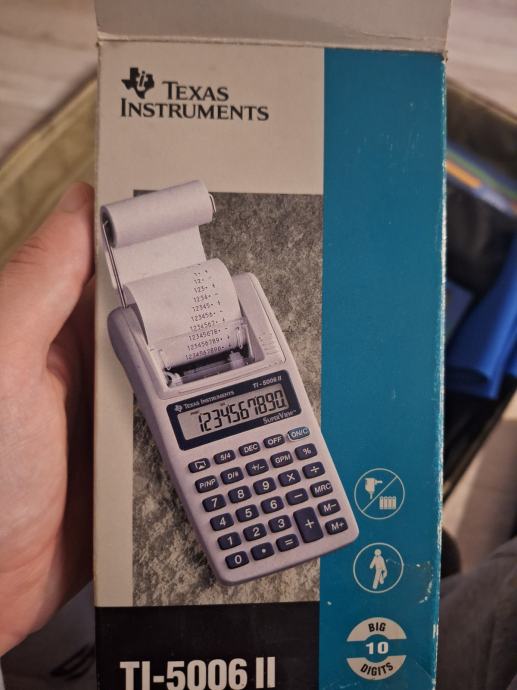 TEXAS
INSTRUMENTS
1 +
12 +
123 +
1234 +
12345 +
123456 +
1234567 +
12345678 +
123456789 +
1234567890 +
TEXAS INSTRUMENTS TI-5006 II
1234567890
SUPERVIEW™
5/4 DEC OFF ON/C
P/NP D/# +/− GPM %
7 8 9 X ÷
4 5 6 − MRC
1 2 3 + M−
0 • = M+
BIG
10
DIGITS
TI-5006 II